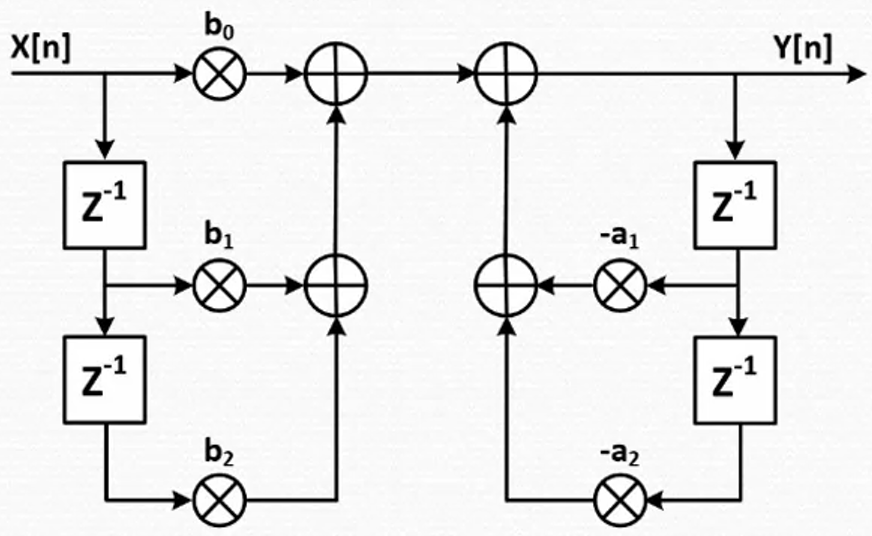 b₀
X[n]
Y[n]
Z⁻¹
Z⁻¹
b₁
-a₁
Z⁻¹
Z⁻¹
b₂
-a₂